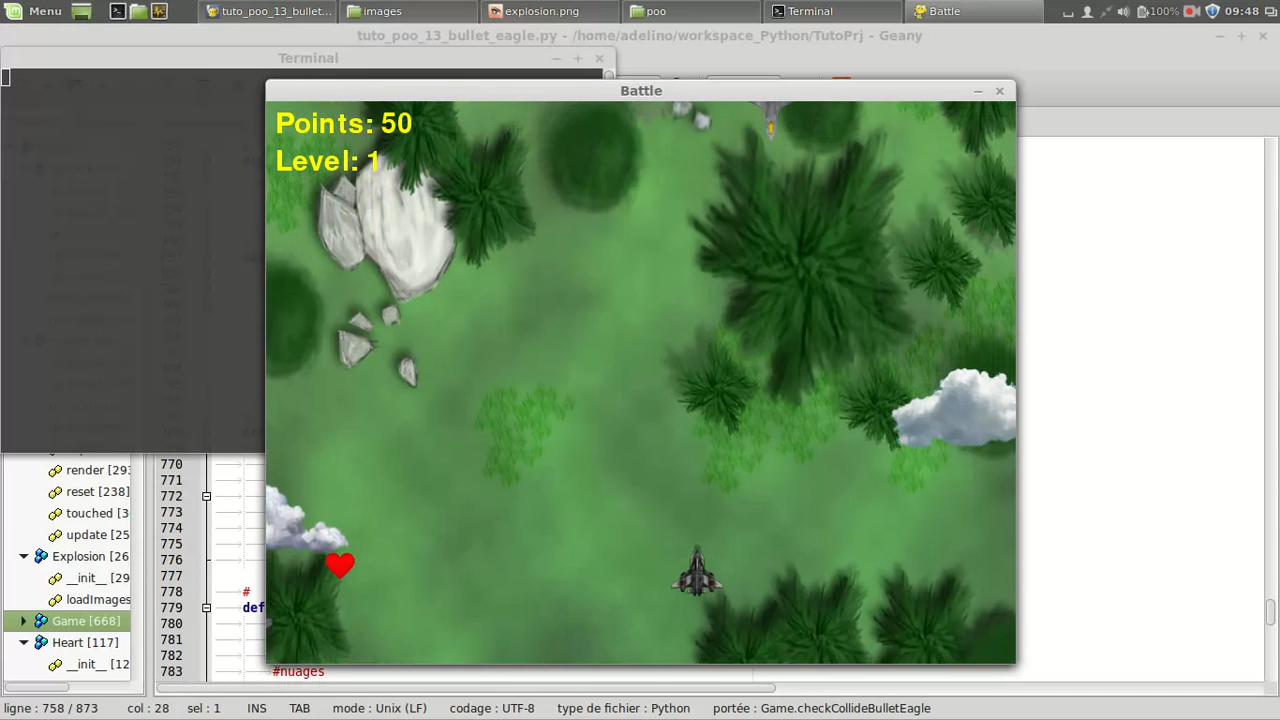 Menu
tuto_poo_13_bullet...
images
explosion.png
poo
Terminal
Battle
100%
09:48
tuto_poo_13_bullet_eagle.py - /home/adelino/workspace_Python/TutoPrj - Geany
Terminal
Battle
Points: 50
Level: 1
render [293
reset [238]
touched [3
update [25
Explosion [26
__init__ [29
loadImages
Game [668]
Heart [117]
__init__ [12
770
771
772
773
774
775
776
777
778 #
779 def
780
781
782
783 #nuages
ligne : 758 / 873 col : 28 sel : 1 INS TAB mode : Unix (LF) codage : UTF-8 type de fichier : Python portée : Game.checkCollideBulletEagle